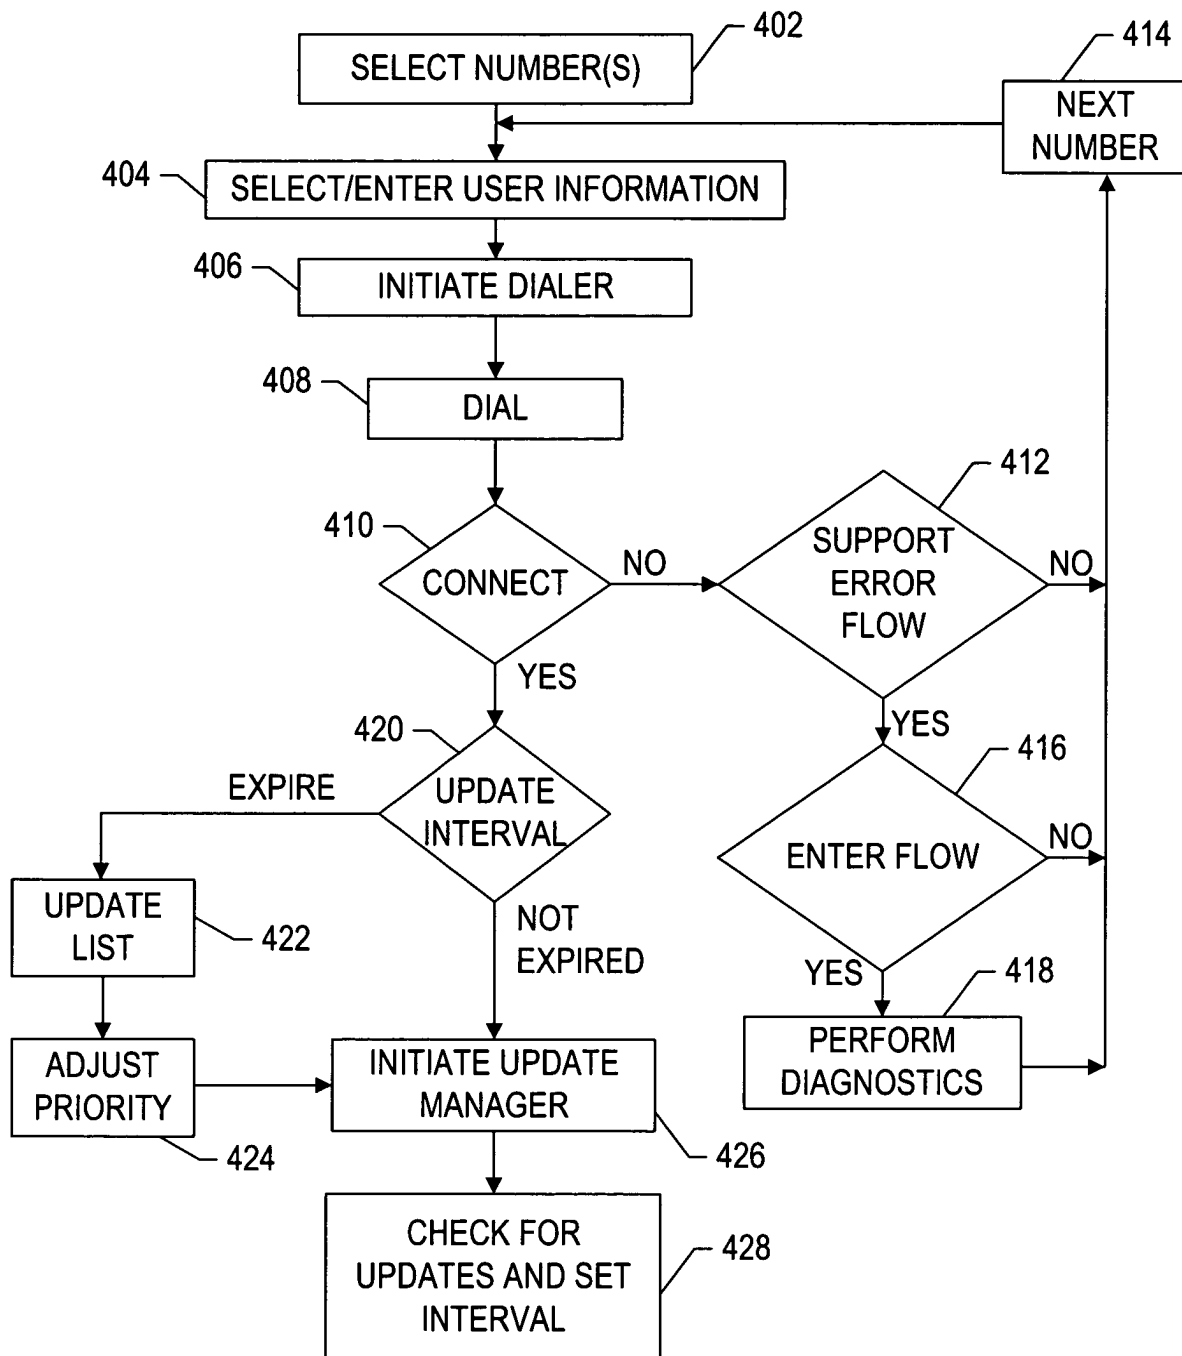 402
SELECT NUMBER(S)
414
NEXT
NUMBER
404
SELECT/ENTER USER INFORMATION
406
INITIATE DIALER
408
DIAL
410
CONNECT
NO
412
SUPPORT
ERROR
FLOW
NO
YES
YES
420
UPDATE
INTERVAL
EXPIRE
416
ENTER FLOW
NO
UPDATE
LIST
422
NOT
EXPIRED
YES
418
PERFORM
DIAGNOSTICS
ADJUST
PRIORITY
424
INITIATE UPDATE
MANAGER
426
CHECK FOR
UPDATES AND SET
INTERVAL
428